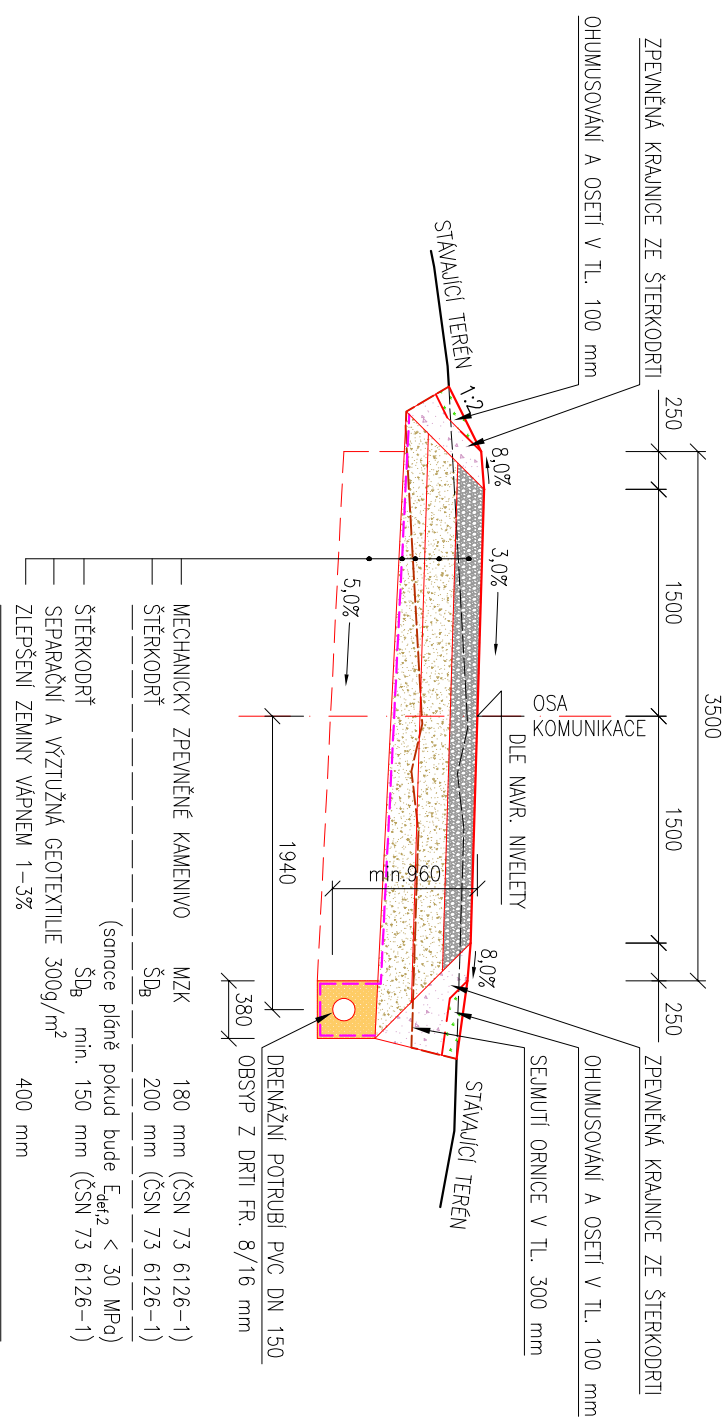 ZPEVNĚNÁ KRAJNICE ZE ŠTERKODRTI
OHUMUSOVÁNÍ A OSETÍ V TL. 100 mm
STÁVAJÍCÍ TERÉN
1:2
250
3500
1500
1500
250
8,0%
3,0%
5,0%
8,0%
OSA
KOMUNIKACE
DLE NAVR. NIVELETY
min.960
1940
380
ZPEVNĚNÁ KRAJNICE ZE ŠTERKODRTI
OHUMUSOVÁNÍ A OSETÍ V TL. 100 mm
STÁVAJÍCÍ TERÉN
SEJMUTÍ ORNICE V TL. 300 mm
DRENÁŽNÍ POTRUBÍ PVC DN 150
OBSYP Z DRTI FR. 8/16 mm
MECHANICKY ZPEVNĚNÉ KAMENIVO MZK 180 mm (ČSN 73 6126-1)
ŠTĚRKODRŤ ŠDB 200 mm (ČSN 73 6126-1)
(sanace pláně pokud bude Edef,2 < 30 MPa)
ŠTĚRKODRŤ ŠDB min. 150 mm (ČSN 73 6126-1)
SEPARAČNÍ A VÝZTUŽNÁ GEOTEXTILIE 300g/m2
ZLEPŠENÍ ZEMINY VÁPNEM 1-3% 400 mm